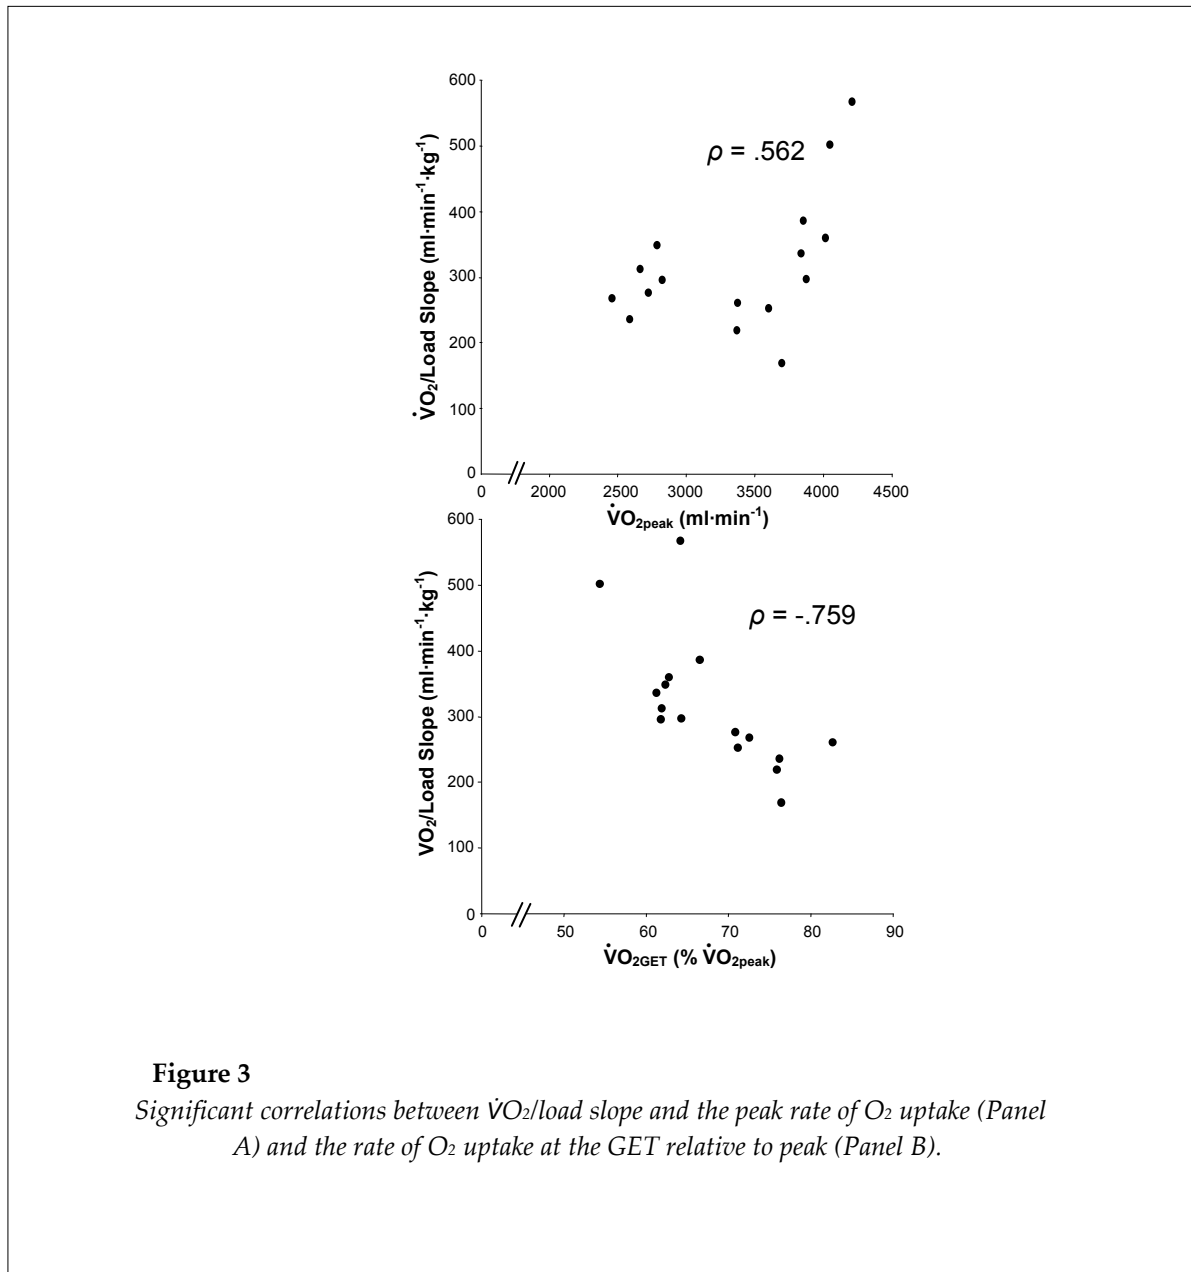 600
500
400
300
200
100
0
V̇O₂/Load Slope (ml·min⁻¹·kg⁻¹)
ρ = .562
0 2000 2500 3000 3500 4000 4500
V̇O₂peak (ml·min⁻¹)
600
500
400
300
200
100
0
V̇O₂/Load Slope (ml·min⁻¹·kg⁻¹)
ρ = -.759
0 50 60 70 80 90
V̇O₂GET (% V̇O₂peak)
Figure 3
Significant correlations between V̇O₂/load slope and the peak rate of O₂ uptake (Panel
A) and the rate of O₂ uptake at the GET relative to peak (Panel B).